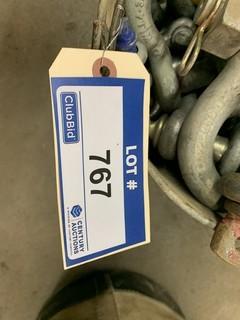 LOT #
767
ClubBid
CENTURY
AUCTIONS